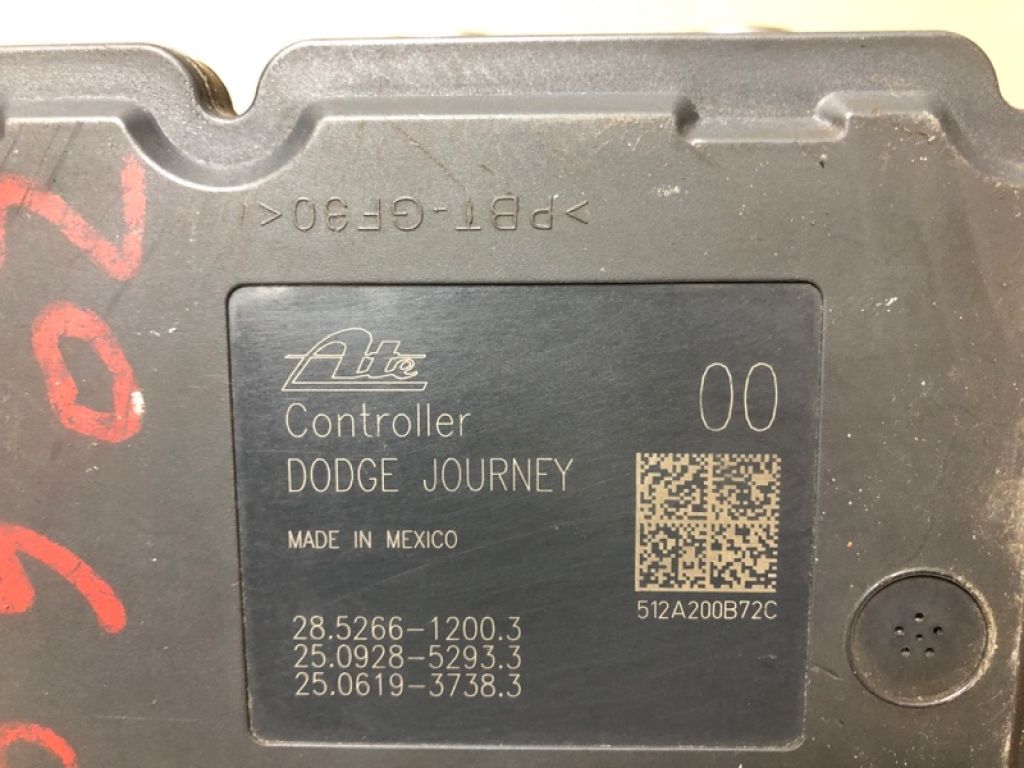 >PBT-GF30<
Ate
Controller
DODGE JOURNEY
MADE IN MEXICO
00
512A200B72C
28.5266-1200.3
25.0928-5293.3
25.0619-3738.3